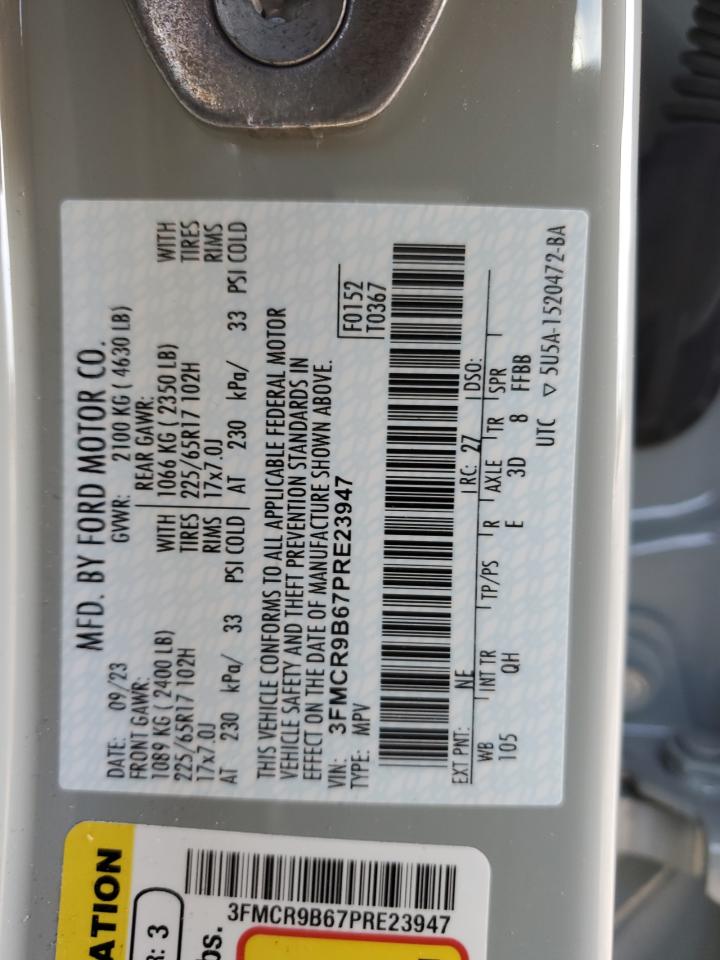 MFD. BY FORD MOTOR CO.
DATE: 09/23 GVWR: 2100 KG ( 4630 LB)
FRONT GAWR: REAR GAWR:
1089 KG (2400 LB) WITH 1066 KG ( 2350 LB) WITH
225/65R17 102H TIRES 225/65R17 102H TIRES
17x7.0J RIMS 17x7.0J RIMS
AT 230 kPa/ 33 PSI COLD AT 230 kPa/ 33 PSI COLD
THIS VEHICLE CONFORMS TO ALL APPLICABLE FEDERAL MOTOR
VEHICLE SAFETY AND THEFT PREVENTION STANDARDS IN
EFFECT ON THE DATE OF MANUFACTURE SHOWN ABOVE.
VIN: 3FMCR9B67PRE23947 F0152
TYPE: MPV T0367
EXT PNT: NE RC: 27 DSO:
WB INT TR TP/PS R AXLE TR SPR
105 QH E 3D 8 FFBB
UTC ▽ 5U5A-1520472-BA
ATION
R: 3
bs.
3FMCR9B67PRE23947